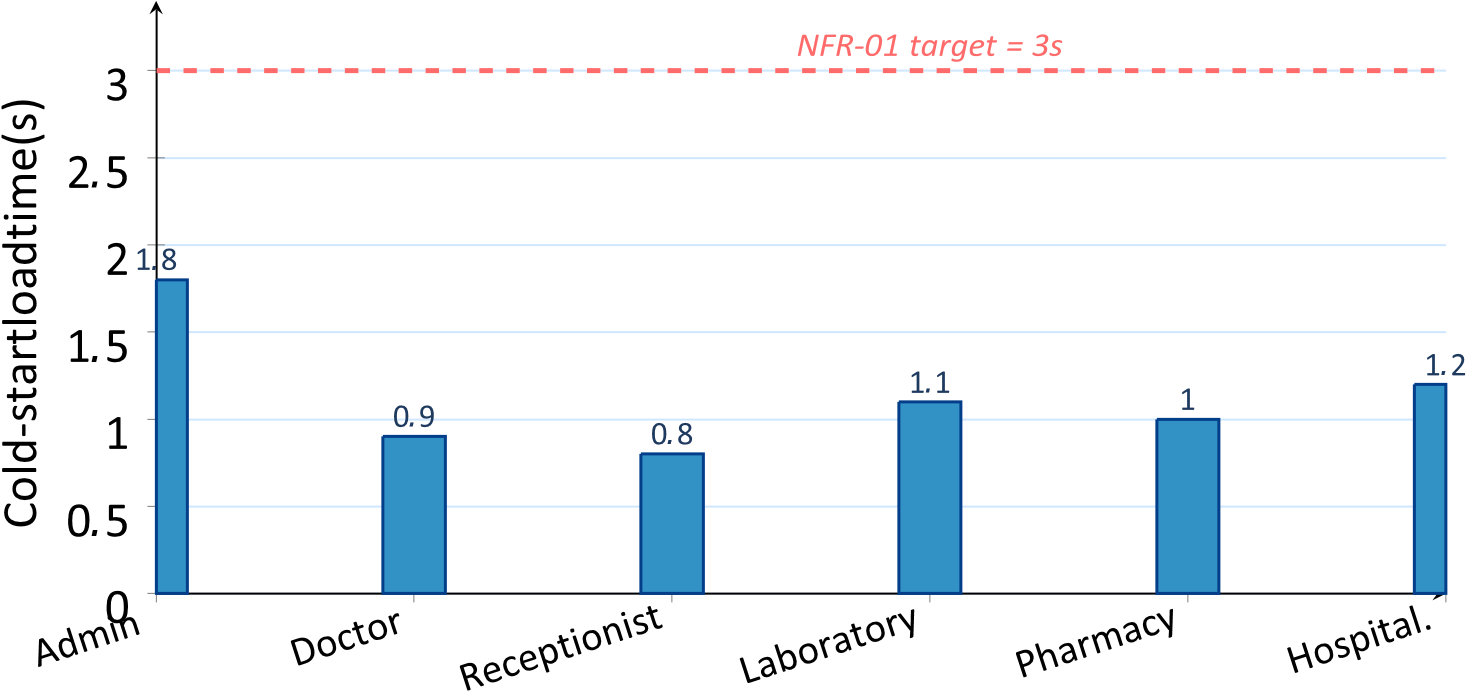 NFR-01 target = 3s
Cold-startloadtime(s)
3
2.5
2
1.5
1
0.5
0
1.8
0.9
0.8
1.1
1
1.2
Admin
Doctor
Receptionist
Laboratory
Pharmacy
Hospital.